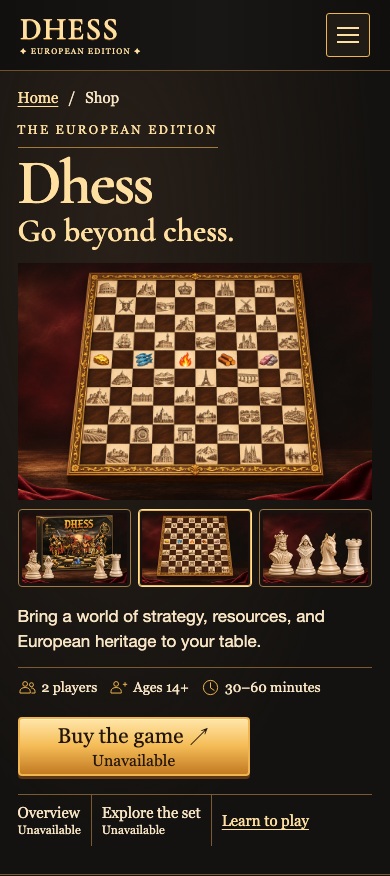 DHESS
✦ EUROPEAN EDITION ✦
Home / Shop
THE EUROPEAN EDITION
Dhess
Go beyond chess.
DHESS
Bring a world of strategy, resources, and
European heritage to your table.
2 players Ages 14+ 30–60 minutes
Buy the game ↗
Unavailable
Overview
Unavailable
Explore the set
Unavailable
Learn to play